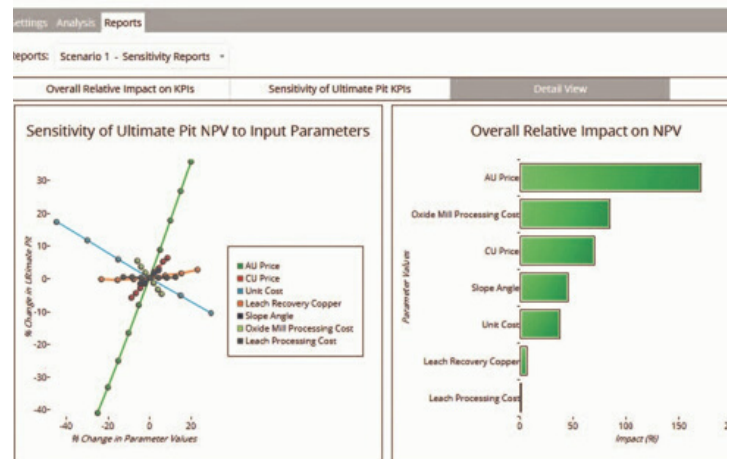 ettings Analysis Reports
eports: Scenario 1 - Sensitivity Reports
Overall Relative Impact on KPIs
Sensitivity of Ultimate Pit KPIs
Detail View
Sensitivity of Ultimate Pit NPV to Input Parameters
% Change in Ultimate Pit
30
20
10
0
-10
-20
-30
-40
-40 -20 0 20
% Change in Parameter Values
AU Price
CU Price
Unit Cost
Leach Recovery Copper
Slope Angle
Oxide Mill Processing Cost
Leach Processing Cost
Overall Relative Impact on NPV
Parameter Values
AU Price
Oxide Mill Processing Cost
CU Price
Slope Angle
Unit Cost
Leach Recovery Copper
Leach Processing Cost
0 50 100 150 2
Impact (%)